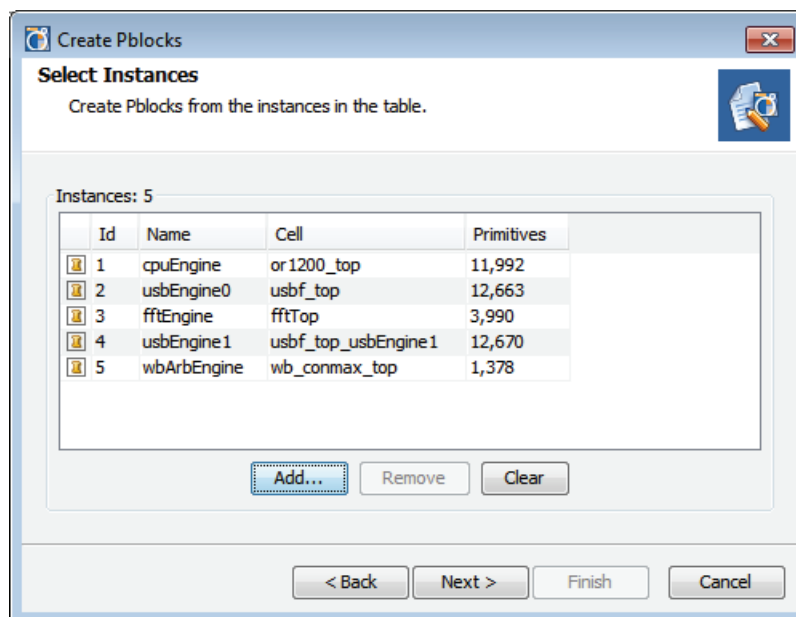 Create Pblocks
Select Instances
Create Pblocks from the instances in the table.
Instances: 5
Id Name Cell Primitives
1 cpuEngine or1200_top 11,992
2 usbEngine0 usbf_top 12,663
3 fftEngine fftTop 3,990
4 usbEngine1 usbf_top_usbEngine1 12,670
5 wbArbEngine wb_conmax_top 1,378
Add... Remove Clear
< Back Next > Finish Cancel